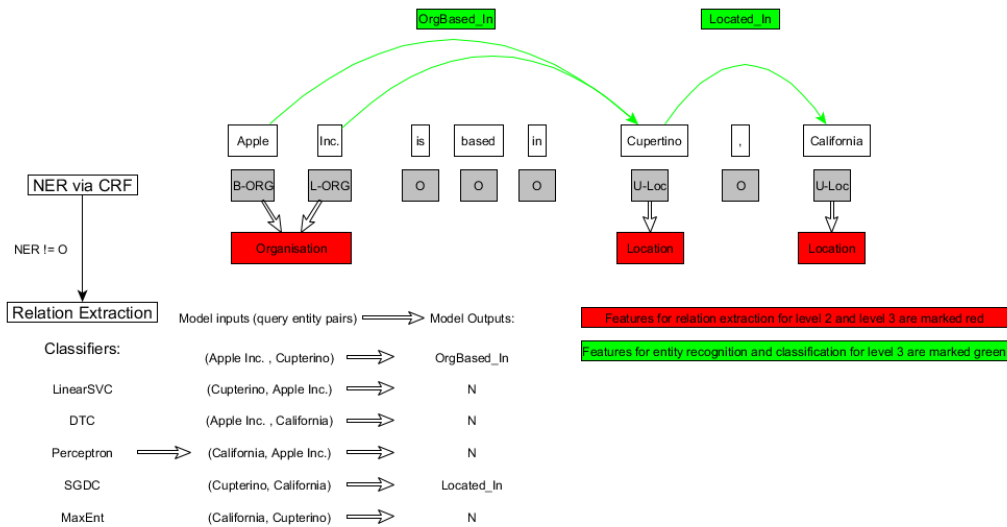 OrgBased_In Located_In
Apple Inc. is based in Cupertino , California
NER via CRF
B-ORG L-ORG O O O U-Loc O U-Loc
NER != O
Organisation Location Location
Relation Extraction
Model inputs (query entity pairs) Model Outputs:
Features for relation extraction for level 2 and level 3 are marked red
Features for entity recognition and classification for level 3 are marked green
Classifiers:
(Apple Inc. , Cupterino) OrgBased_In
LinearSVC (Cupterino, Apple Inc.) N
DTC (Apple Inc. , California) N
Perceptron (California, Apple Inc.) N
SGDC (Cupterino, California) Located_In
MaxEnt (California, Cupterino) N